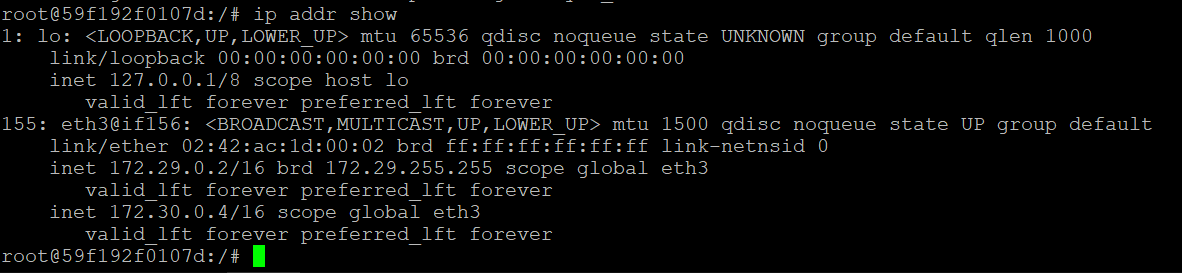 root@59f192f0107d:/# ip addr show
1: lo: <LOOPBACK,UP,LOWER_UP> mtu 65536 qdisc noqueue state UNKNOWN group default qlen 1000
    link/loopback 00:00:00:00:00:00 brd 00:00:00:00:00:00
    inet 127.0.0.1/8 scope host lo
       valid_lft forever preferred_lft forever
155: eth3@if156: <BROADCAST,MULTICAST,UP,LOWER_UP> mtu 1500 qdisc noqueue state UP group default
    link/ether 02:42:ac:1d:00:02 brd ff:ff:ff:ff:ff:ff link-netnsid 0
    inet 172.29.0.2/16 brd 172.29.255.255 scope global eth3
       valid_lft forever preferred_lft forever
    inet 172.30.0.4/16 scope global eth3
       valid_lft forever preferred_lft forever
root@59f192f0107d:/#